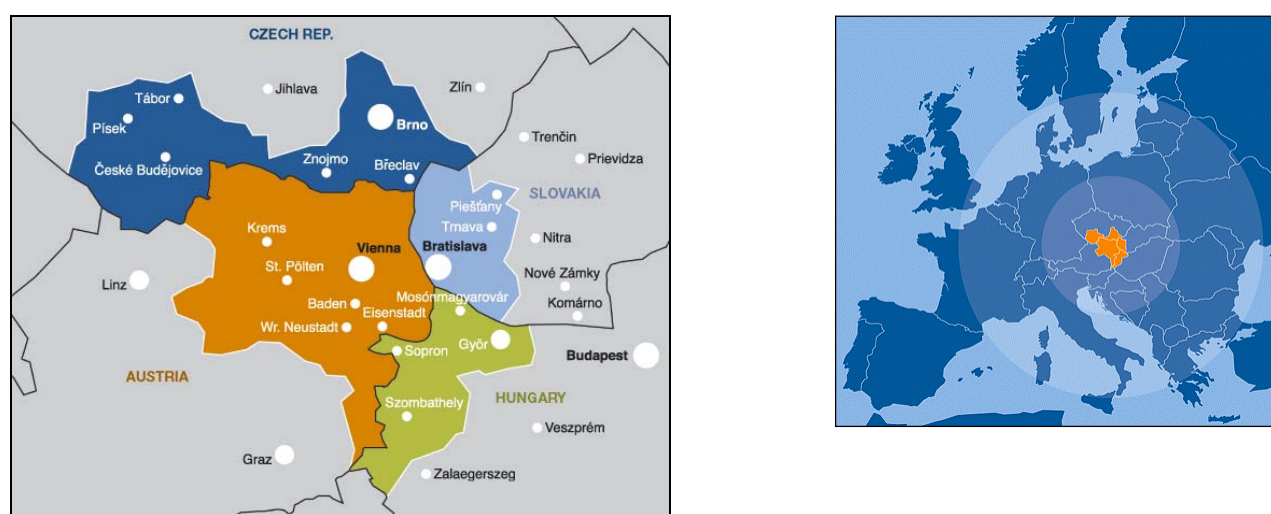 CZECH REP.
Tábor
Jihlava
Zlín
Písek
Brno
Trenčin
České Budějovice
Znojmo
Břeclav
Prievidza
SLOVAKIA
Piešťany
Krems
Trnava
Vienna
Bratislava
Nitra
St. Pölten
Linz
Nové Zámky
Baden
Mosónmagyarovár
Eisenstadt
Komárno
Wr. Neustadt
Győr
Sopron
Budapest
AUSTRIA
HUNGARY
Szombathely
Veszprém
Graz
Zalaegerszeg